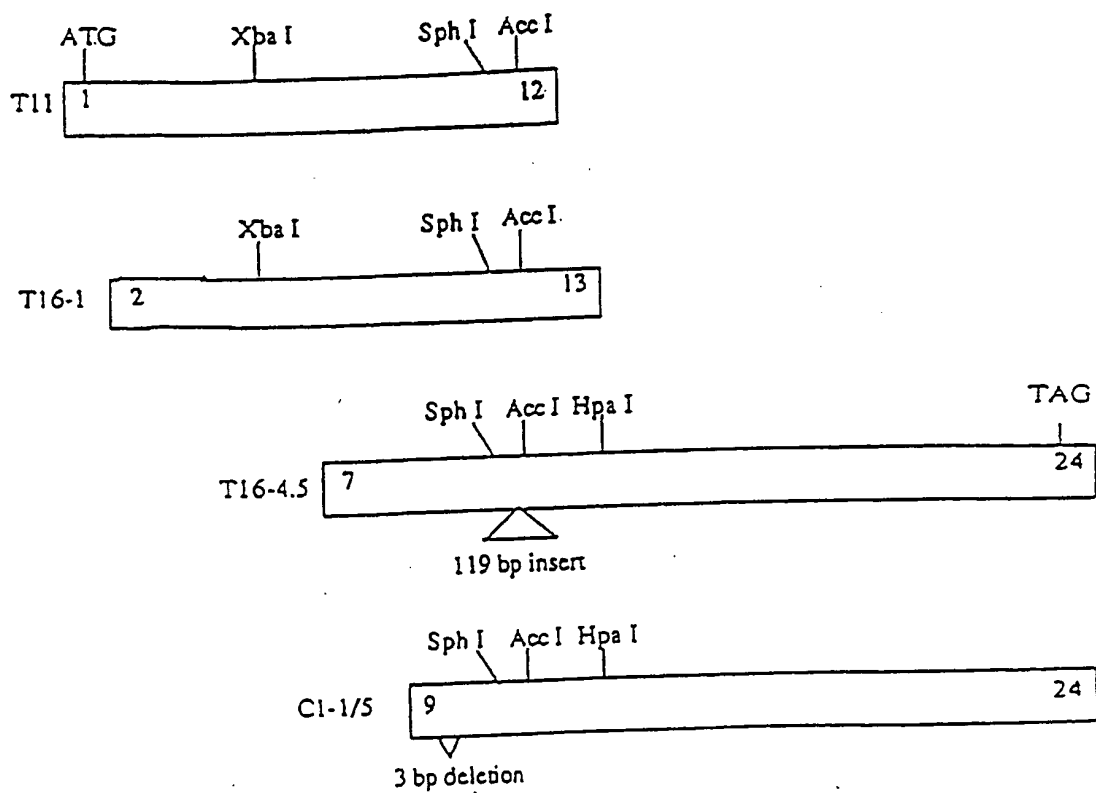 ATG Xba I Sph I Acc I
T11 1 12
Xba I Sph I Acc I
T16-1 2 13
Sph I Acc I Hpa I TAG
T16-4.5 7 24
119 bp insert
Sph I Acc I Hpa I
C1-1/5 9 24
3 bp deletion